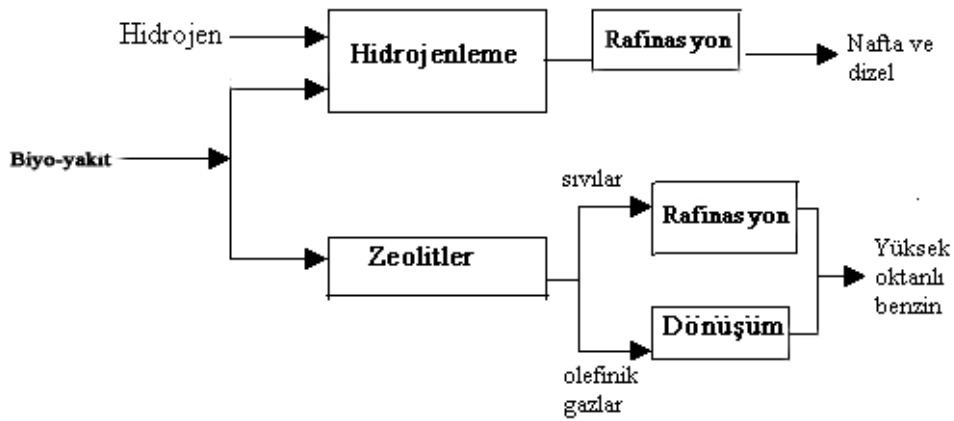 Hidrojen
Hidrojenleme
Rafinasyon
Nafta ve
dizel
Biyo-yakıt
sıvılar
Rafinasyon
Zeolitler
Yüksek
oktanlı
benzin
Dönüşüm
olefinik
gazlar